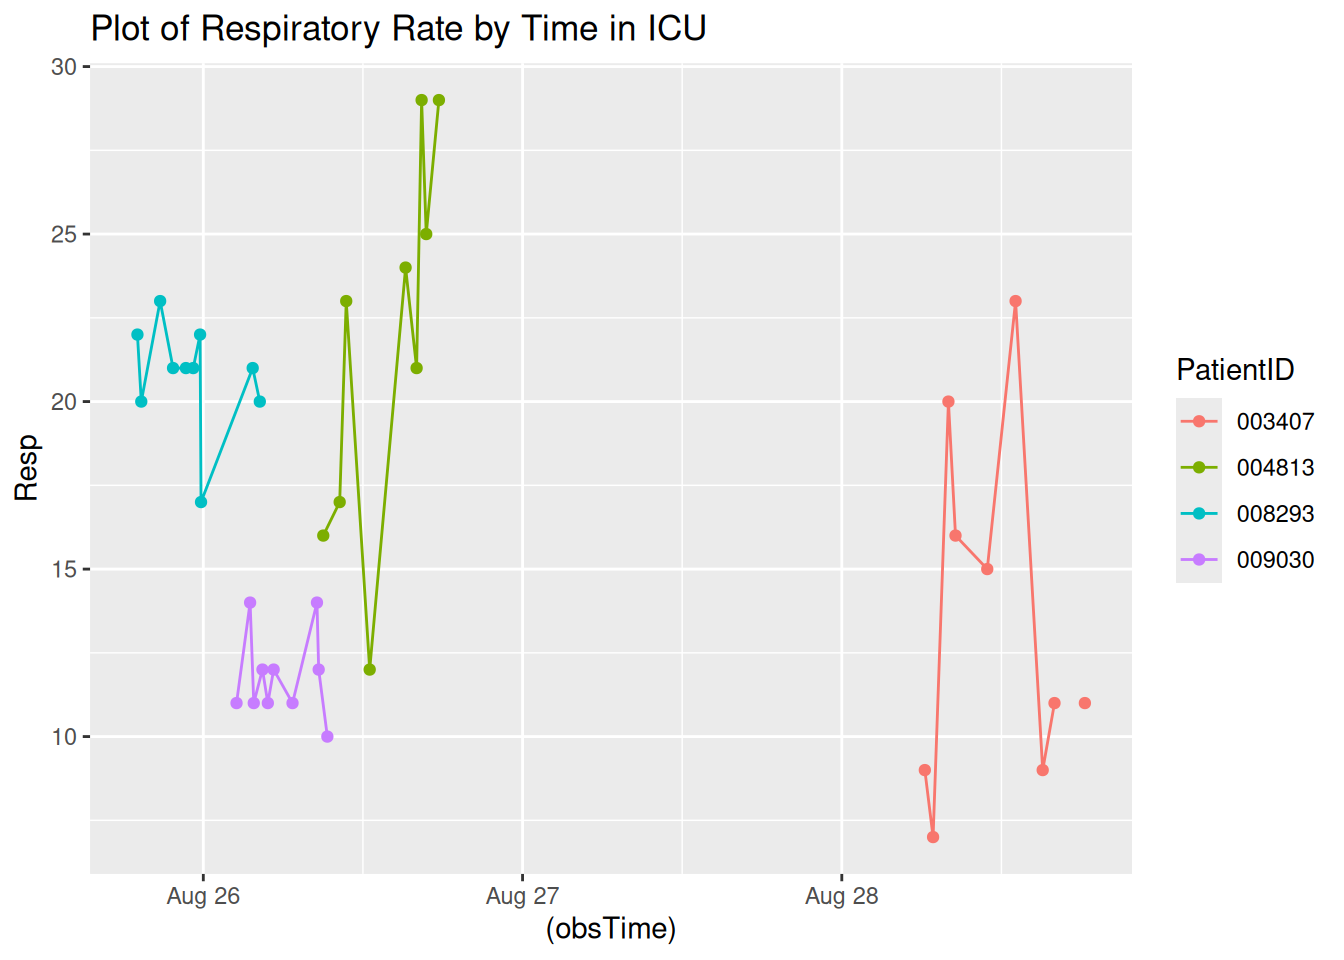 Plot of Respiratory Rate by Time in ICU
30
25
20
15
10
Resp
Aug 26
Aug 27
Aug 28
(obsTime)
PatientID
003407
004813
008293
009030